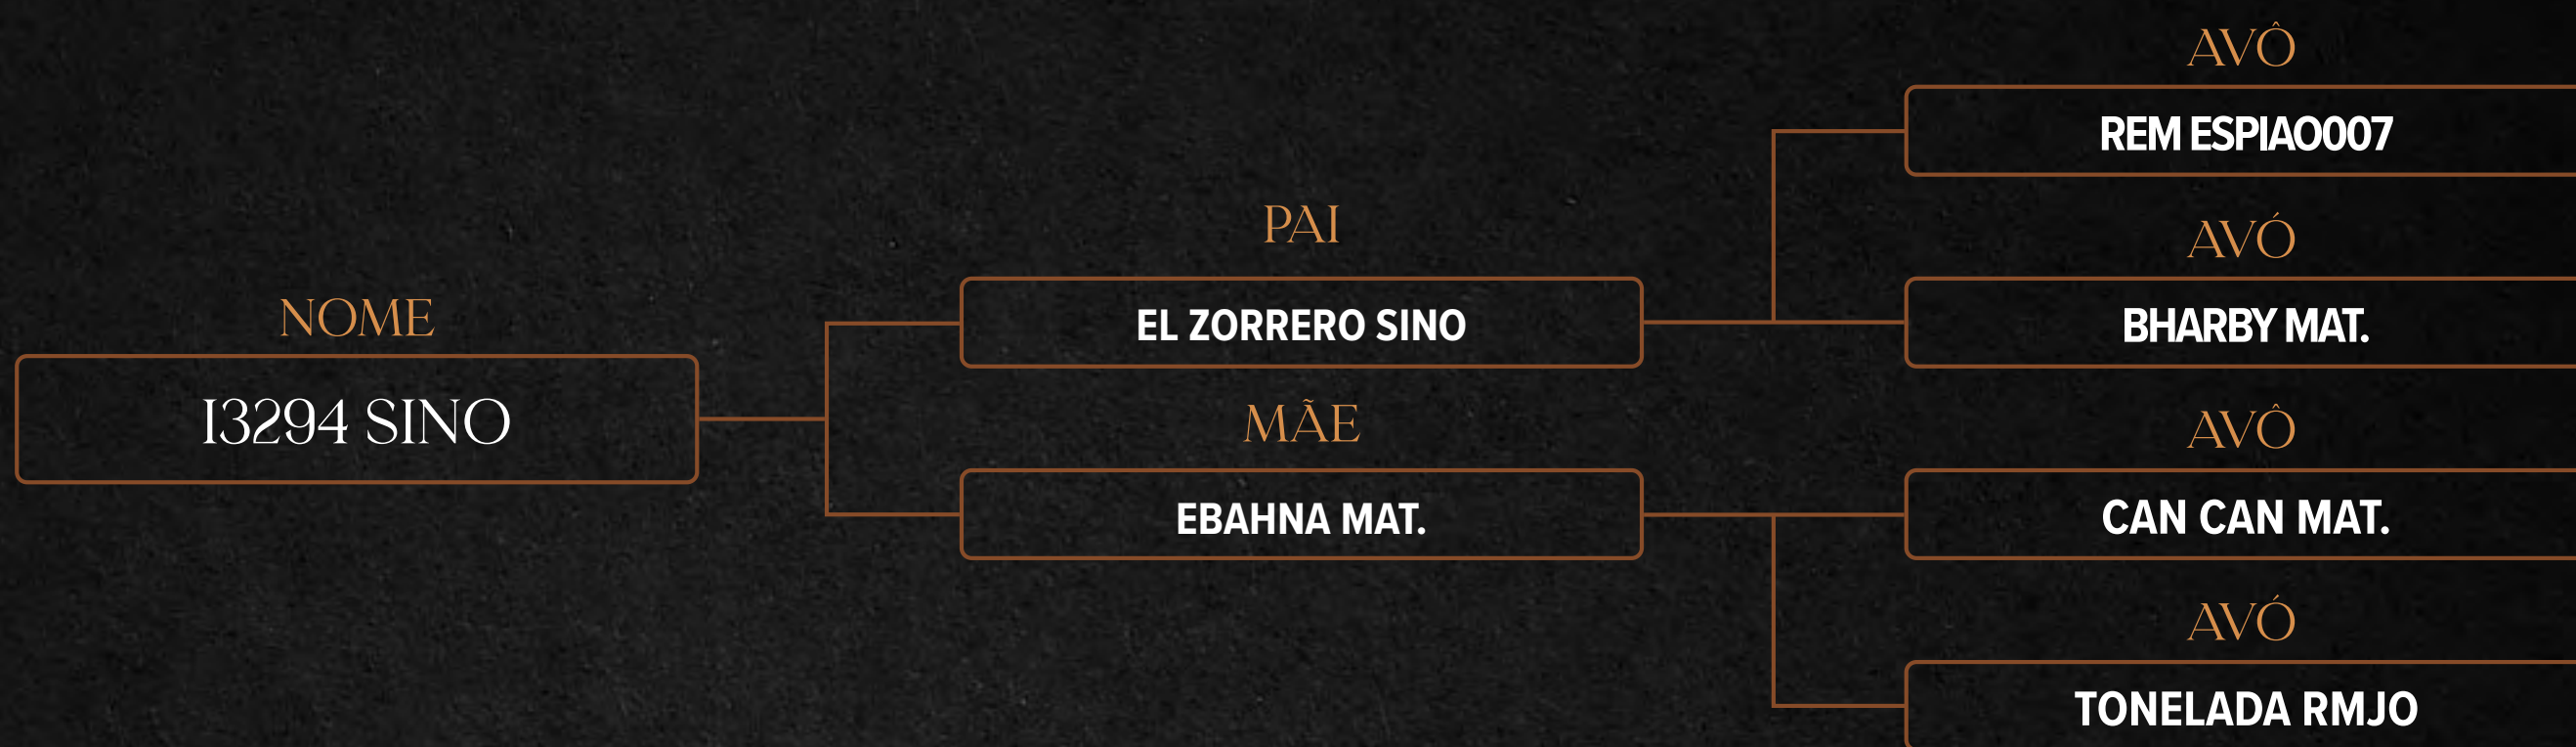 NOME
13294 SINO
PAI
EL ZORRERO SINO
MÃE
EBAHNA MAT.
AVÔ
REM ESPIAO007
AVÓ
BHARBY MAT.
AVÔ
CAN CAN MAT.
AVÓ
TONELADA RMJO